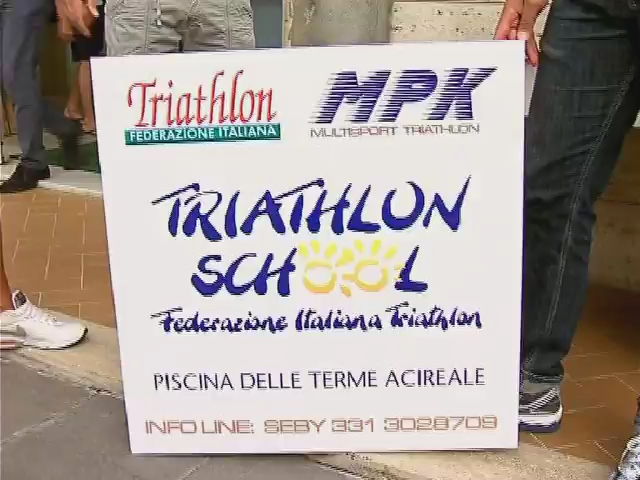 Triathlon
FEDERAZIONE ITALIANA
MPK
MULTISPORT TRIATHLON
TRIATHLON
SCHOOL
Federazione Italiana Triathlon
PISCINA DELLE TERME ACIREALE
INFO LINE: SEBY 331 3028709